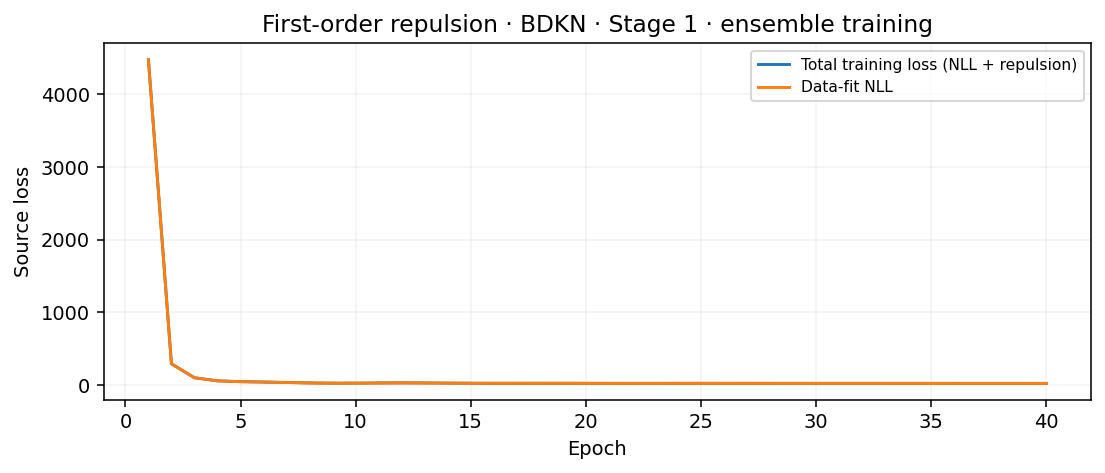 First-order repulsion · BDKN · Stage 1 · ensemble training
Total training loss (NLL + repulsion)
Data-fit NLL
Source loss
4000
3000
2000
1000
0
0 5 10 15 20 25 30 35 40
Epoch